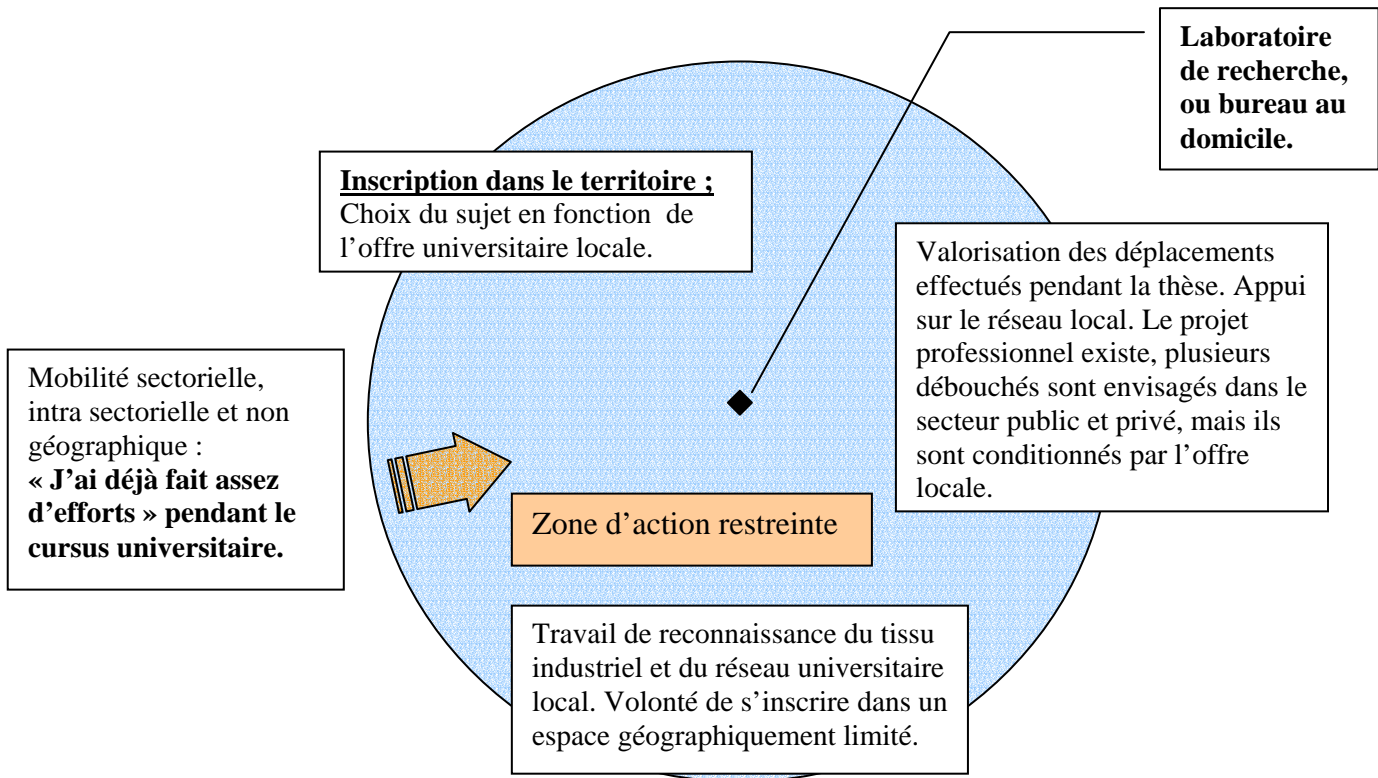 Laboratoire
de recherche,
ou bureau au
domicile.
Inscription dans le territoire ;
Choix du sujet en fonction de
l’offre universitaire locale.
Valorisation des déplacements
effectués pendant la thèse. Appui
sur le réseau local. Le projet
professionnel existe, plusieurs
débouchés sont envisagés dans le
secteur public et privé, mais ils
sont conditionnés par l’offre
locale.
Mobilité sectorielle,
intra sectorielle et non
géographique :
« J’ai déjà fait assez
d’efforts » pendant le
cursus universitaire.
Zone d’action restreinte
Travail de reconnaissance du tissu
industriel et du réseau universitaire
local. Volonté de s’inscrire dans un
espace géographiquement limité.